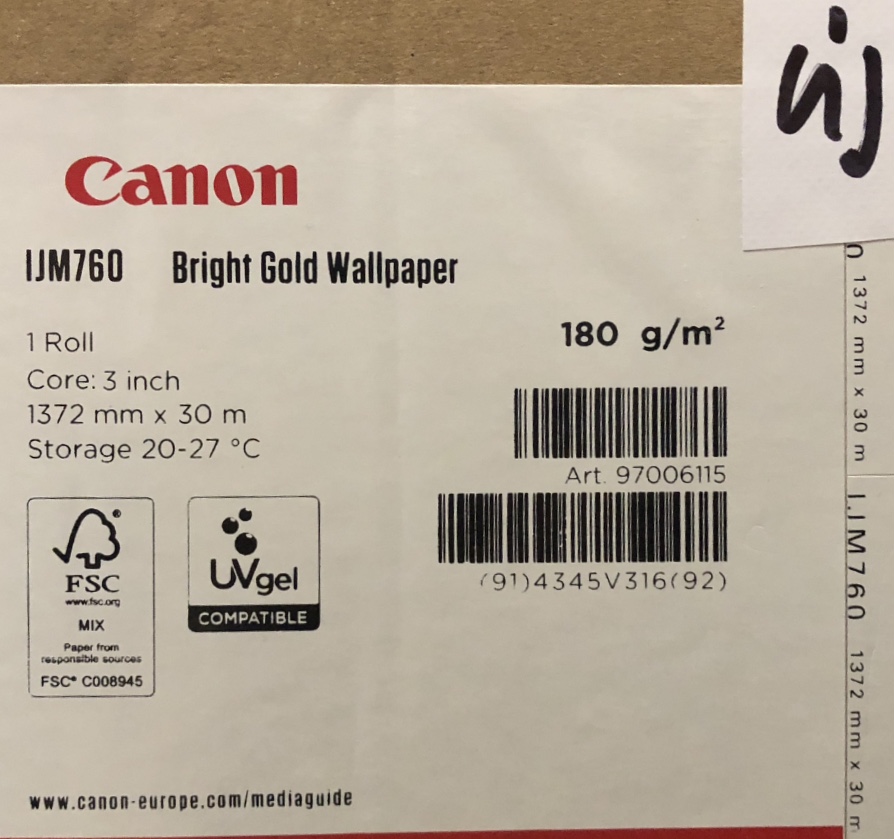 Canon
IJM760 Bright Gold Wallpaper
1 Roll
Core: 3 inch
1372 mm x 30 m
Storage 20-27 °C
180 g/m²
Art. 97006115
(91)4345V316(92)
FSC®
www.fsc.org
MIX
Paper from
responsible sources
FSC® C008945
UVgel
COMPATIBLE
www.canon-europe.com/mediaguide
0 1372 mm x 30 m
IJM760 1372 mm x 30 m